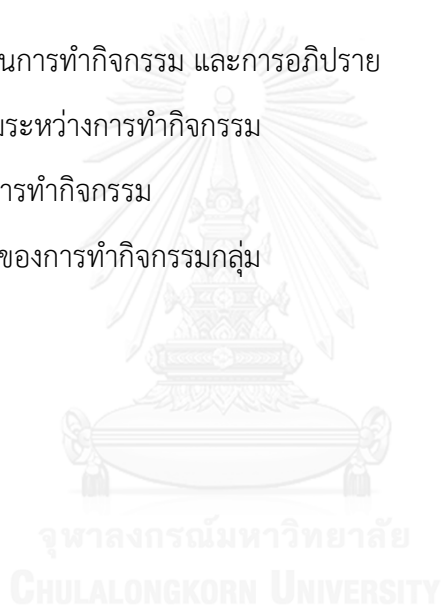 นการทำกิจกรรม และการอภิปราย
ระหว่างการทำกิจกรรม
ารทำกิจกรรม
ของการทำกิจกรรมกลุ่ม
จุฬาลงกรณ์มหาวิทยาลัย
CHULALONGKORN UNIVERSITY